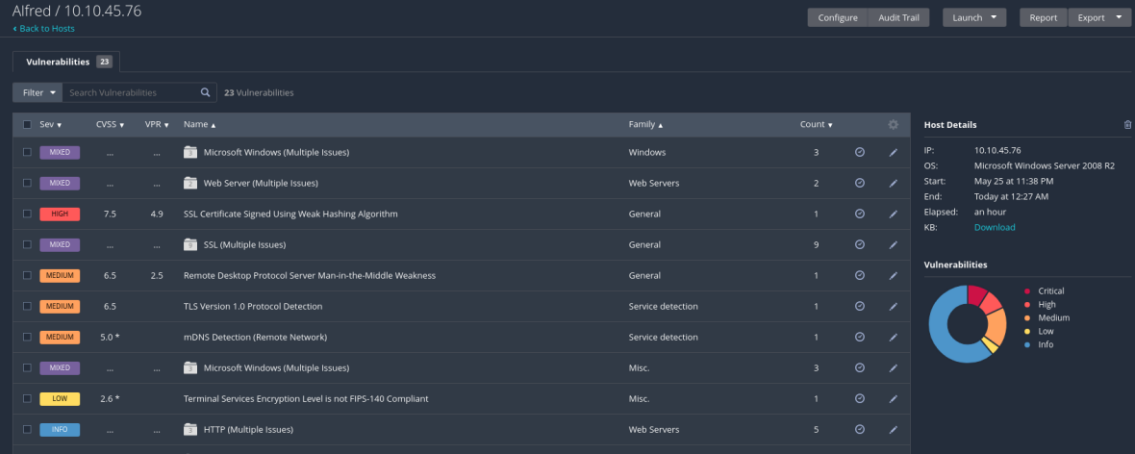 Alfred / 10.10.45.76
‹ Back to Hosts
Configure Audit Trail Launch Report Export
Vulnerabilities 23
Filter Search Vulnerabilities 23 Vulnerabilities
Sev CVSS VPR Name Family Count
MIXED ... ... 3 Microsoft Windows (Multiple Issues) Windows 3
MIXED ... ... 2 Web Server (Multiple Issues) Web Servers 2
HIGH 7.5 4.9 SSL Certificate Signed Using Weak Hashing Algorithm General 1
MIXED ... ... 9 SSL (Multiple Issues) General 9
MEDIUM 6.5 2.5 Remote Desktop Protocol Server Man-in-the-Middle Weakness General 1
MEDIUM 6.5 TLS Version 1.0 Protocol Detection Service detection 1
MEDIUM 5.0 * mDNS Detection (Remote Network) Service detection 1
MIXED ... ... 3 Microsoft Windows (Multiple Issues) Misc. 3
LOW 2.6 * Terminal Services Encryption Level is not FIPS-140 Compliant Misc. 1
INFO ... ... HTTP (Multiple Issues) Web Servers 5
Host Details
IP: 10.10.45.76
OS: Microsoft Windows Server 2008 R2
Start: May 25 at 11:38 PM
End: Today at 12:27 AM
Elapsed: an hour
KB: Download
Vulnerabilities
Critical
High
Medium
Low
Info